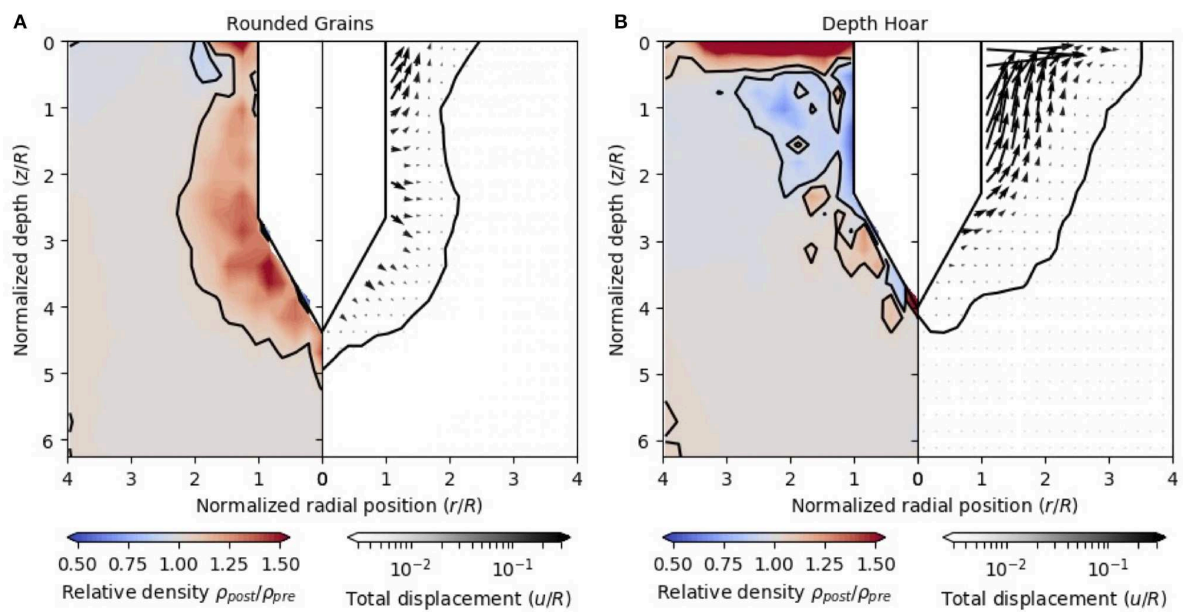 A
Rounded Grains
0
1
2
3
4
5
6
Normalized depth (z/R)
4 3 2 1 0 0 1 2 3 4
Normalized radial position (r/R)
0.50 0.75 1.00 1.25 1.50
Relative density ρpost/ρpre
10⁻² 10⁻¹
Total displacement (u/R)
B
Depth Hoar
0
1
2
3
4
5
6
Normalized depth (z/R)
4 3 2 1 0 0 1 2 3 4
Normalized radial position (r/R)
0.50 0.75 1.00 1.25 1.50
Relative density ρpost/ρpre
10⁻² 10⁻¹
Total displacement (u/R)